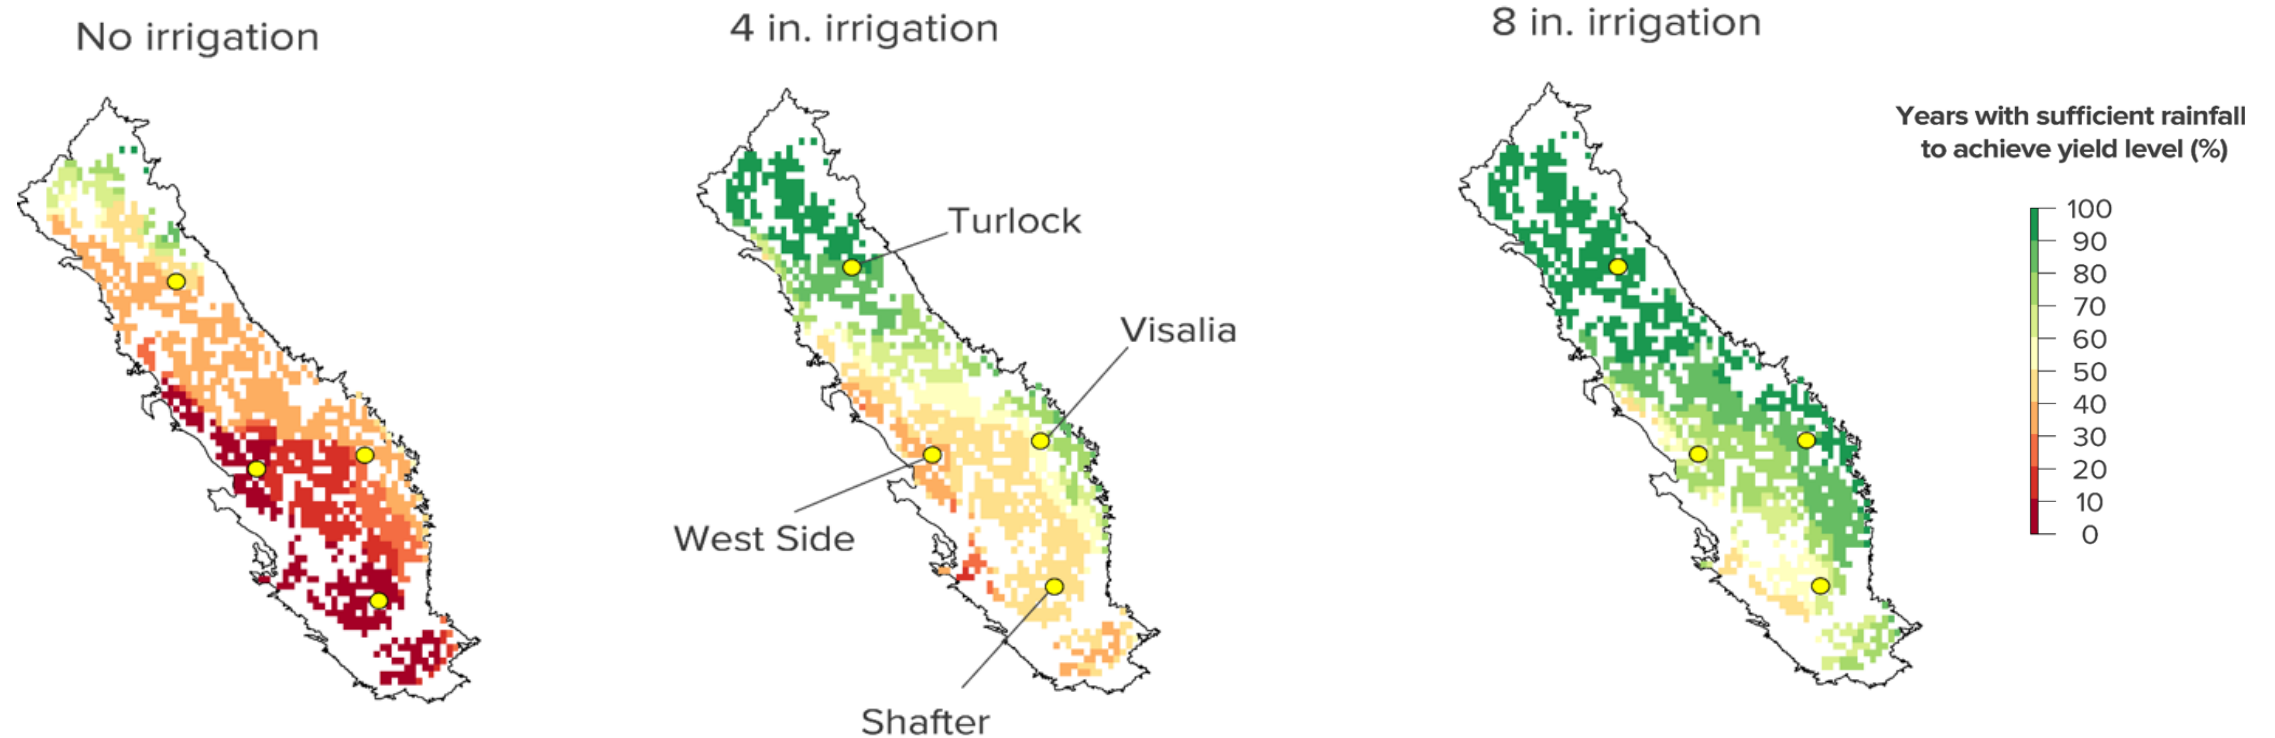 No irrigation
4 in. irrigation
8 in. irrigation
Years with sufficient rainfall
to achieve yield level (%)
Turlock
Visalia
West Side
Shafter
100
90
80
70
60
50
40
30
20
10
0